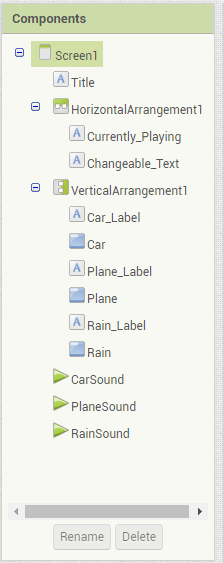 Components
Screen1
A Title
HorizontalArrangement1
A Currently_Playing
A Changeable_Text
VerticalArrangement1
A Car_Label
Car
A Plane_Label
Plane
A Rain_Label
Rain
CarSound
PlaneSound
RainSound
Rename Delete